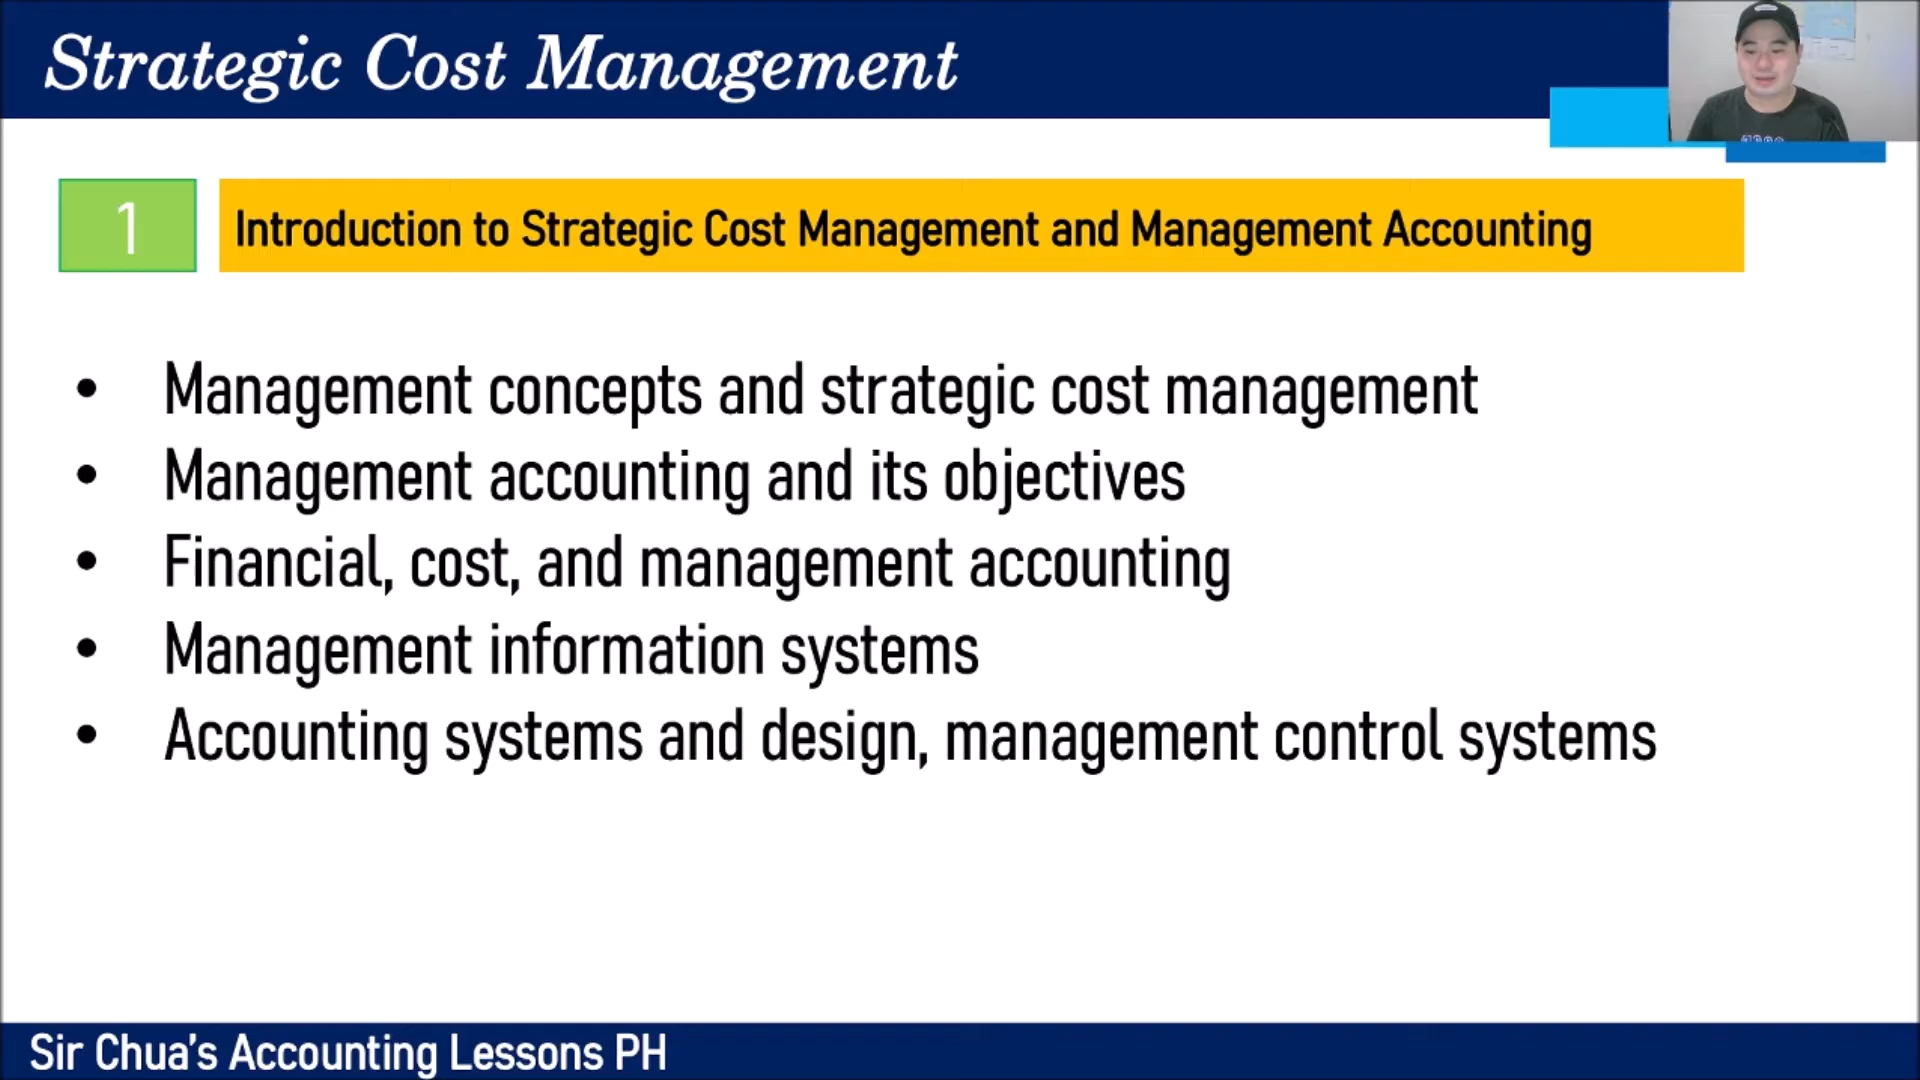 Strategic Cost Management
1
Introduction to Strategic Cost Management and Management Accounting
• Management concepts and strategic cost management
• Management accounting and its objectives
• Financial, cost, and management accounting
• Management information systems
• Accounting systems and design, management control systems
Sir Chua's Accounting Lessons PH